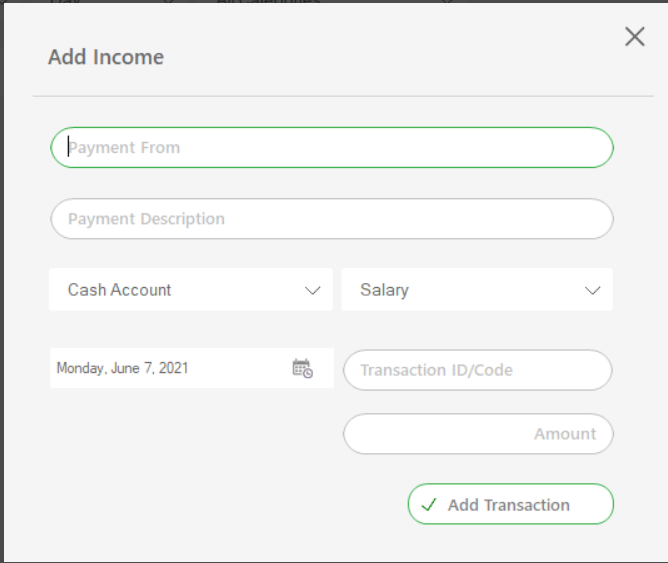 Add Income
Payment From
Payment Description
Cash Account
Salary
Monday, June 7, 2021
Transaction ID/Code
Amount
Add Transaction